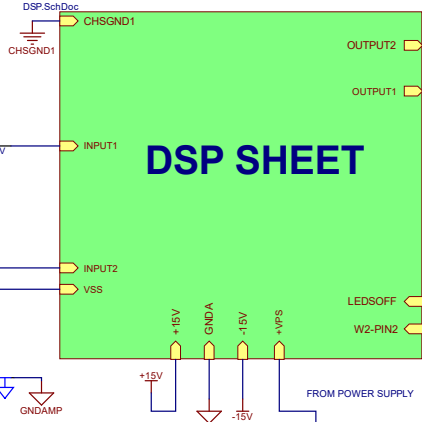 DSP.SchDoc
CHSGND1
CHSGND1
OUTPUT2
OUTPUT1
INPUT1
V
DSP SHEET
INPUT2
VSS
LEDSOFF
W2-PIN2
+15V
GNDA
-15V
+VPS
+15V
-15V
FROM POWER SUPPLY
GNDAMP